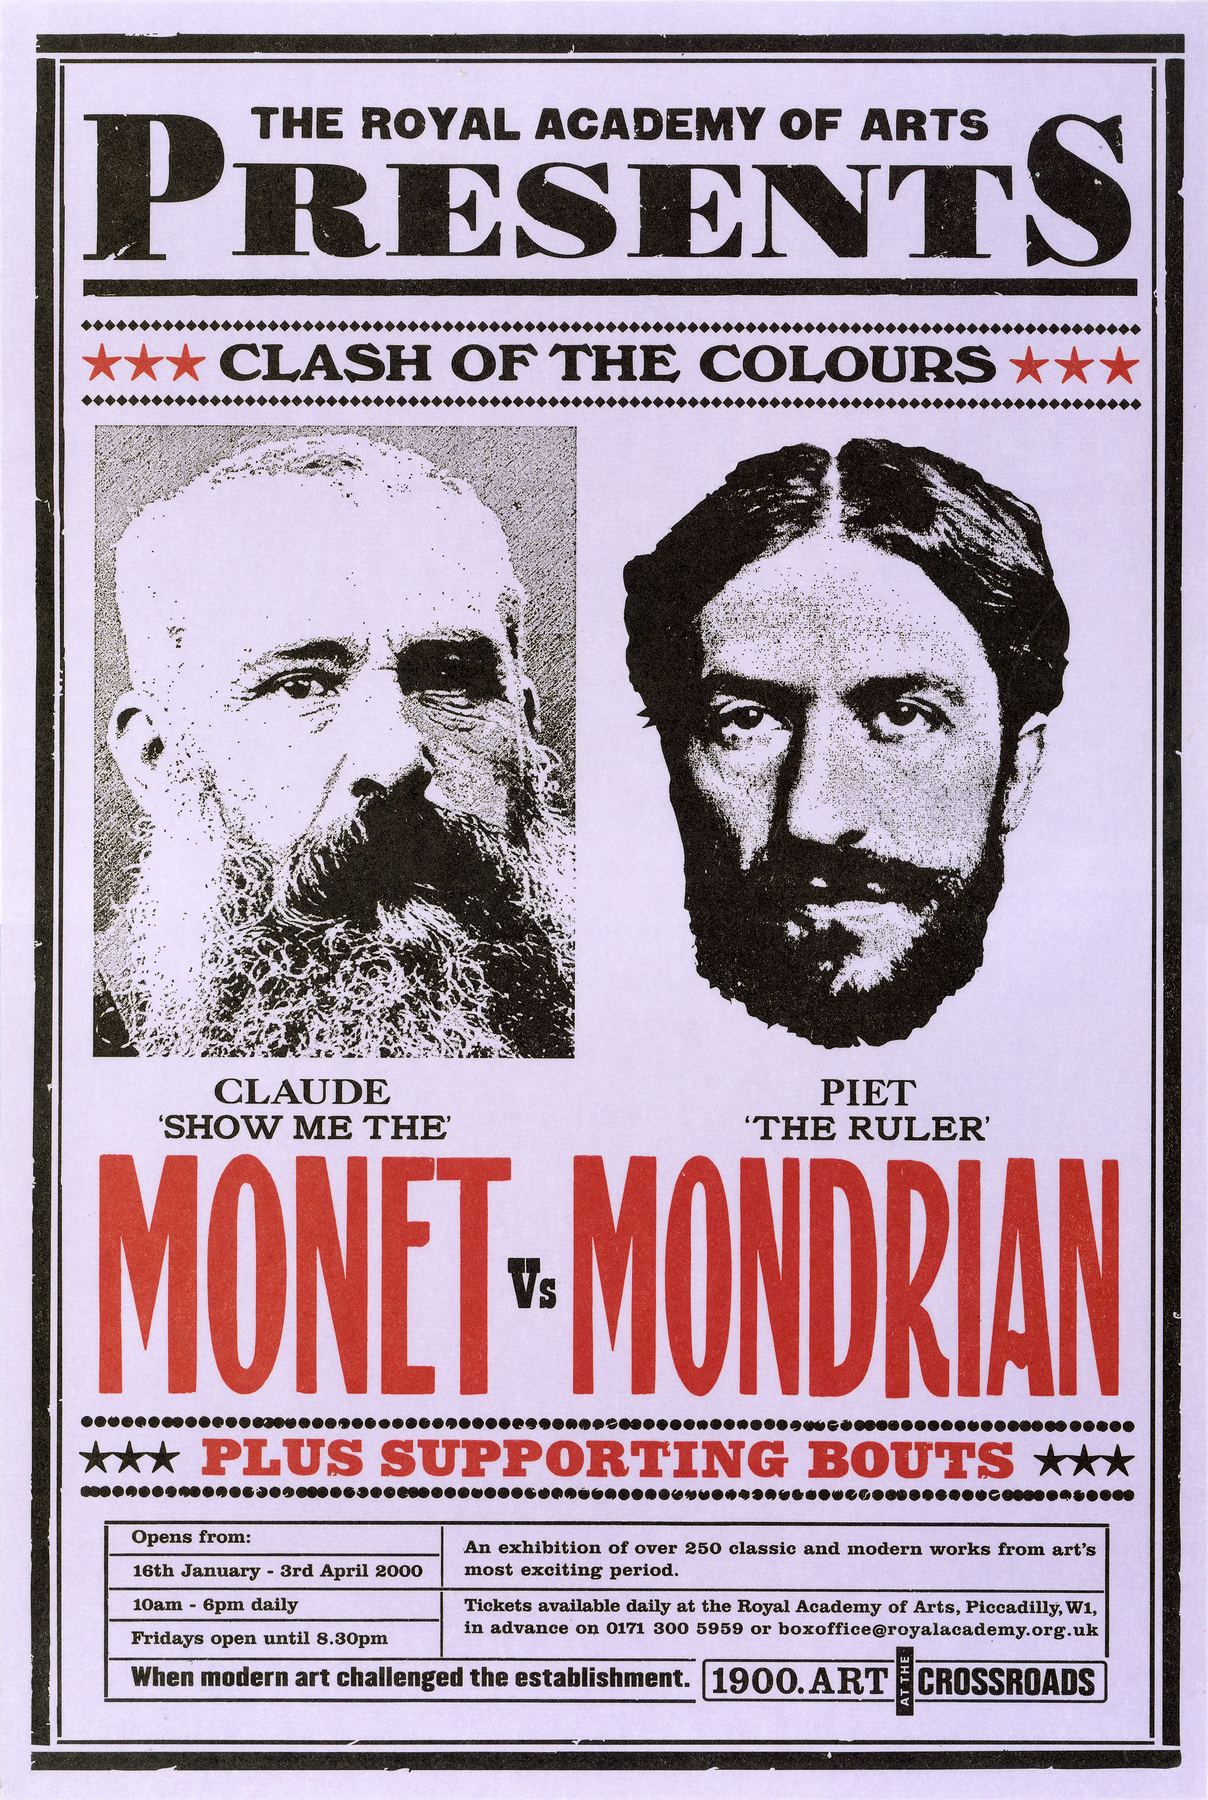 THE ROYAL ACADEMY OF ARTS
PRESENTS
CLASH OF THE COLOURS
CLAUDE
'SHOW ME THE'
MONET
Vs
PIET
'THE RULER'
MONDRIAN
PLUS SUPPORTING BOUTS
Opens from:
16th January - 3rd April 2000
10am - 6pm daily
Fridays open until 8.30pm
An exhibition of over 250 classic and modern works from art's
most exciting period.
Tickets available daily at the Royal Academy of Arts, Piccadilly, W1,
in advance on 0171 300 5959 or boxoffice@royalacademy.org.uk
When modern art challenged the establishment.
1900.ART AT THE CROSSROADS